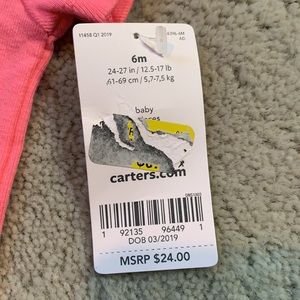 11458 Q1 2019
6m
24-27 in / 12.5-17 lb
61-69 cm / 5,7-7,5 kg
baby
carters.com
1 92135 96449 1
DOB 03/2019
MSRP $24.00